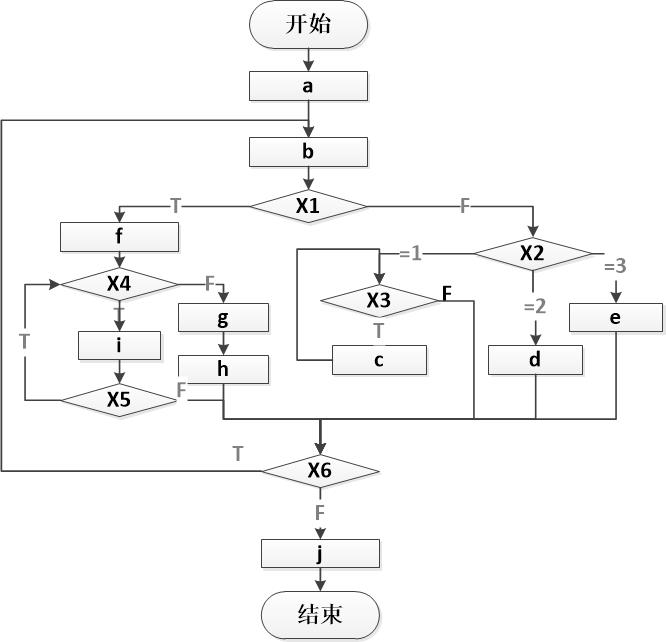 开始
a
b
X1
T
F
f
X2
=1
=2
=3
X4
F
T
X3
F
T
g
e
i
h
c
d
T
X5
F
T
X6
F
j
结束